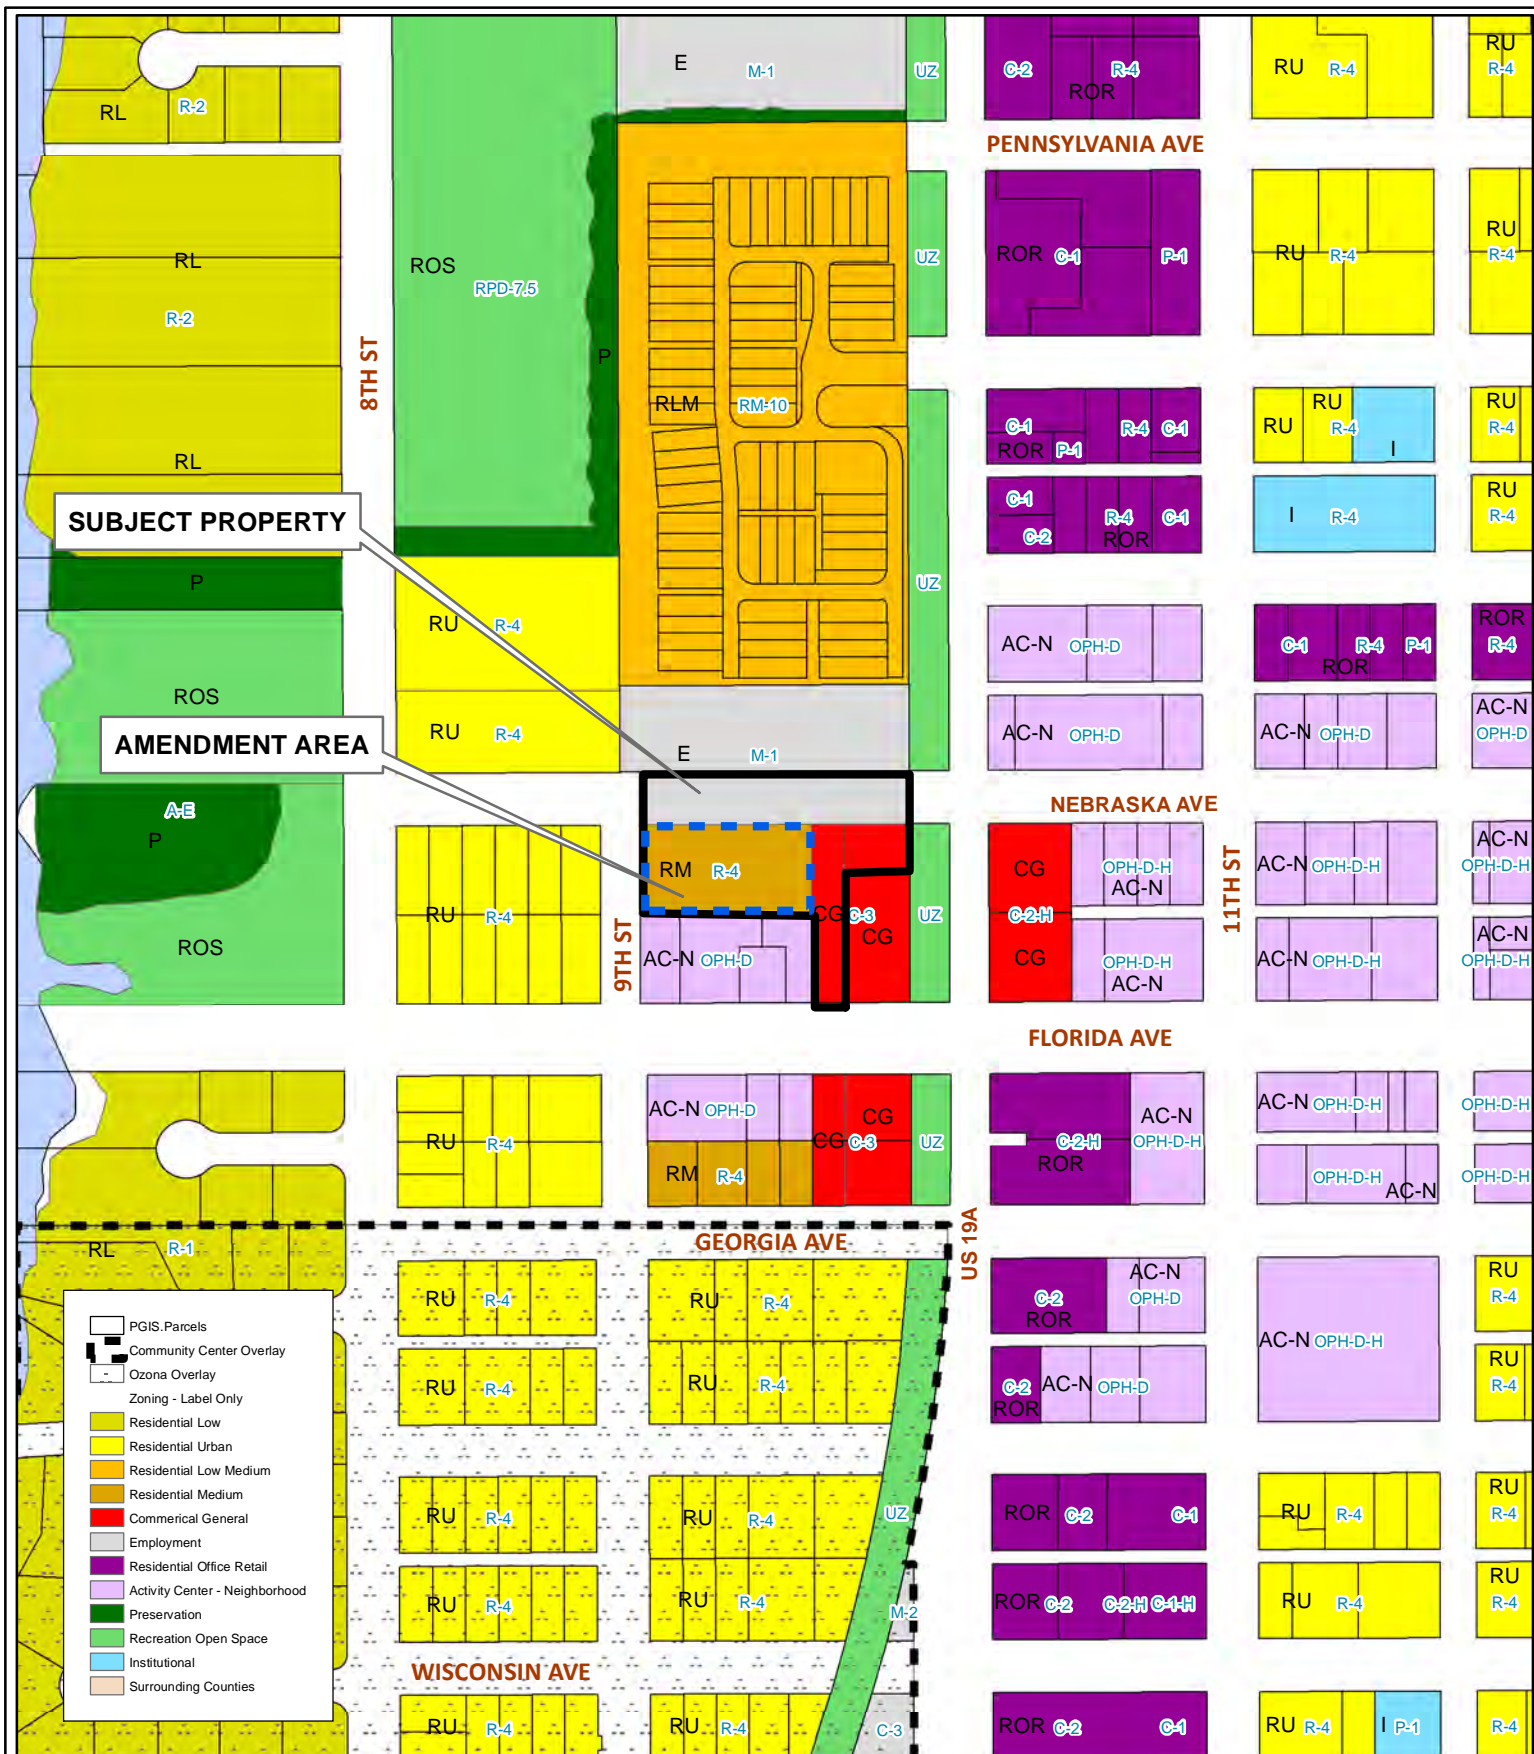 E
M-1
UZ
C-2
R-4
ROR
RU
R-4
RU
R-4
RL
R-2
PENNSYLVANIA AVE
RL
R-2
RL
ROS
RPD-7.5
P
8TH ST
RLM
RM-10
UZ
ROR
C-1
P-1
RU
R-4
RU
R-4
C-1
ROR
P-1
R-4
C-1
RU
RU
R-4
I
RU
R-4
C-1
C-2
R-4
ROR
C-1
I
R-4
RU
R-4
SUBJECT PROPERTY
P
RU
R-4
UZ
AC-N
OPH-D
C-1
R-4
P-1
ROR
ROR
R-4
ROS
RU
R-4
E
M-1
AC-N
OPH-D
AC-N
OPH-D
AC-N
OPH-D
AMENDMENT AREA
NEBRASKA AVE
A-E
P
RM
R-4
CG
C-3
CG
UZ
CG
C-2-H
CG
OPH-D-H
AC-N
11TH ST
AC-N
OPH-D-H
AC-N
OPH-D-H
ROS
RU
R-4
9TH ST
AC-N
OPH-D
OPH-D-H
AC-N
AC-N
OPH-D-H
AC-N
OPH-D-H
FLORIDA AVE
RU
R-4
AC-N
OPH-D
RM
R-4
CG
C-3
CG
UZ
C-2-H
ROR
AC-N
OPH-D-H
AC-N
OPH-D-H
OPH-D-H
OPH-D-H
AC-N
OPH-D-H
RL
R-1
GEORGIA AVE
US 19A
RU
R-4
RU
R-4
C-2
ROR
AC-N
OPH-D
AC-N
OPH-D-H
RU
R-4
RU
R-4
RU
R-4
C-2
ROR
AC-N
OPH-D
RU
R-4
RU
R-4
RU
R-4
UZ
ROR
C-2
C-1
RU
R-4
RU
R-4
RU
R-4
RU
R-4
M-2
ROR
C-2
C-2-H
C-1-H
RU
R-4
RU
R-4
WISCONSIN AVE
RU
R-4
RU
R-4
C-3
ROR
C-2
C-1
RU
R-4
I
P-1
R-4
PGIS.Parcels
Community Center Overlay
Ozona Overlay
Zoning - Label Only
Residential Low
Residential Urban
Residential Low Medium
Residential Medium
Commerical General
Employment
Residential Office Retail
Activity Center - Neighborhood
Preservation
Recreation Open Space
Institutional
Surrounding Counties